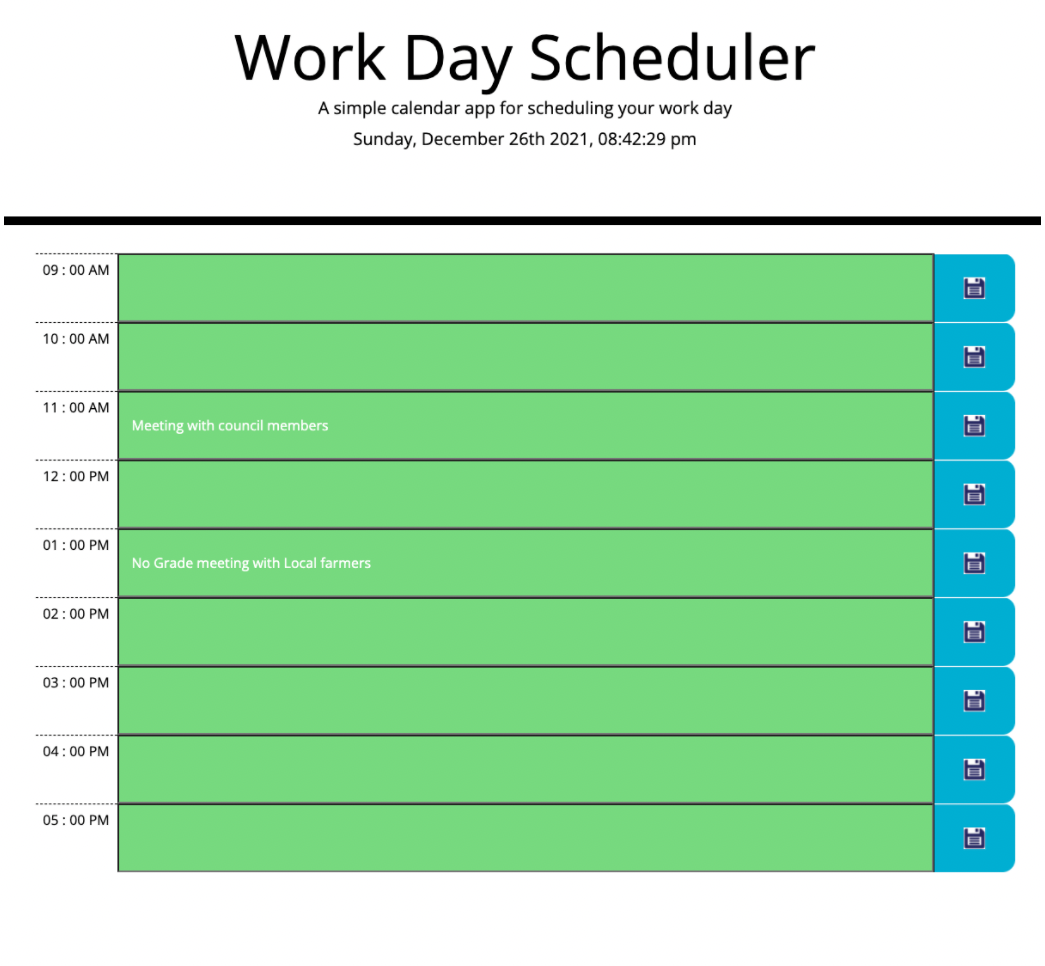 Work Day Scheduler
A simple calendar app for scheduling your work day
Sunday, December 26th 2021, 08:42:29 pm
09 : 00 AM
10 : 00 AM
11 : 00 AM
Meeting with council members
12 : 00 PM
01 : 00 PM
No Grade meeting with Local farmers
02 : 00 PM
03 : 00 PM
04 : 00 PM
05 : 00 PM